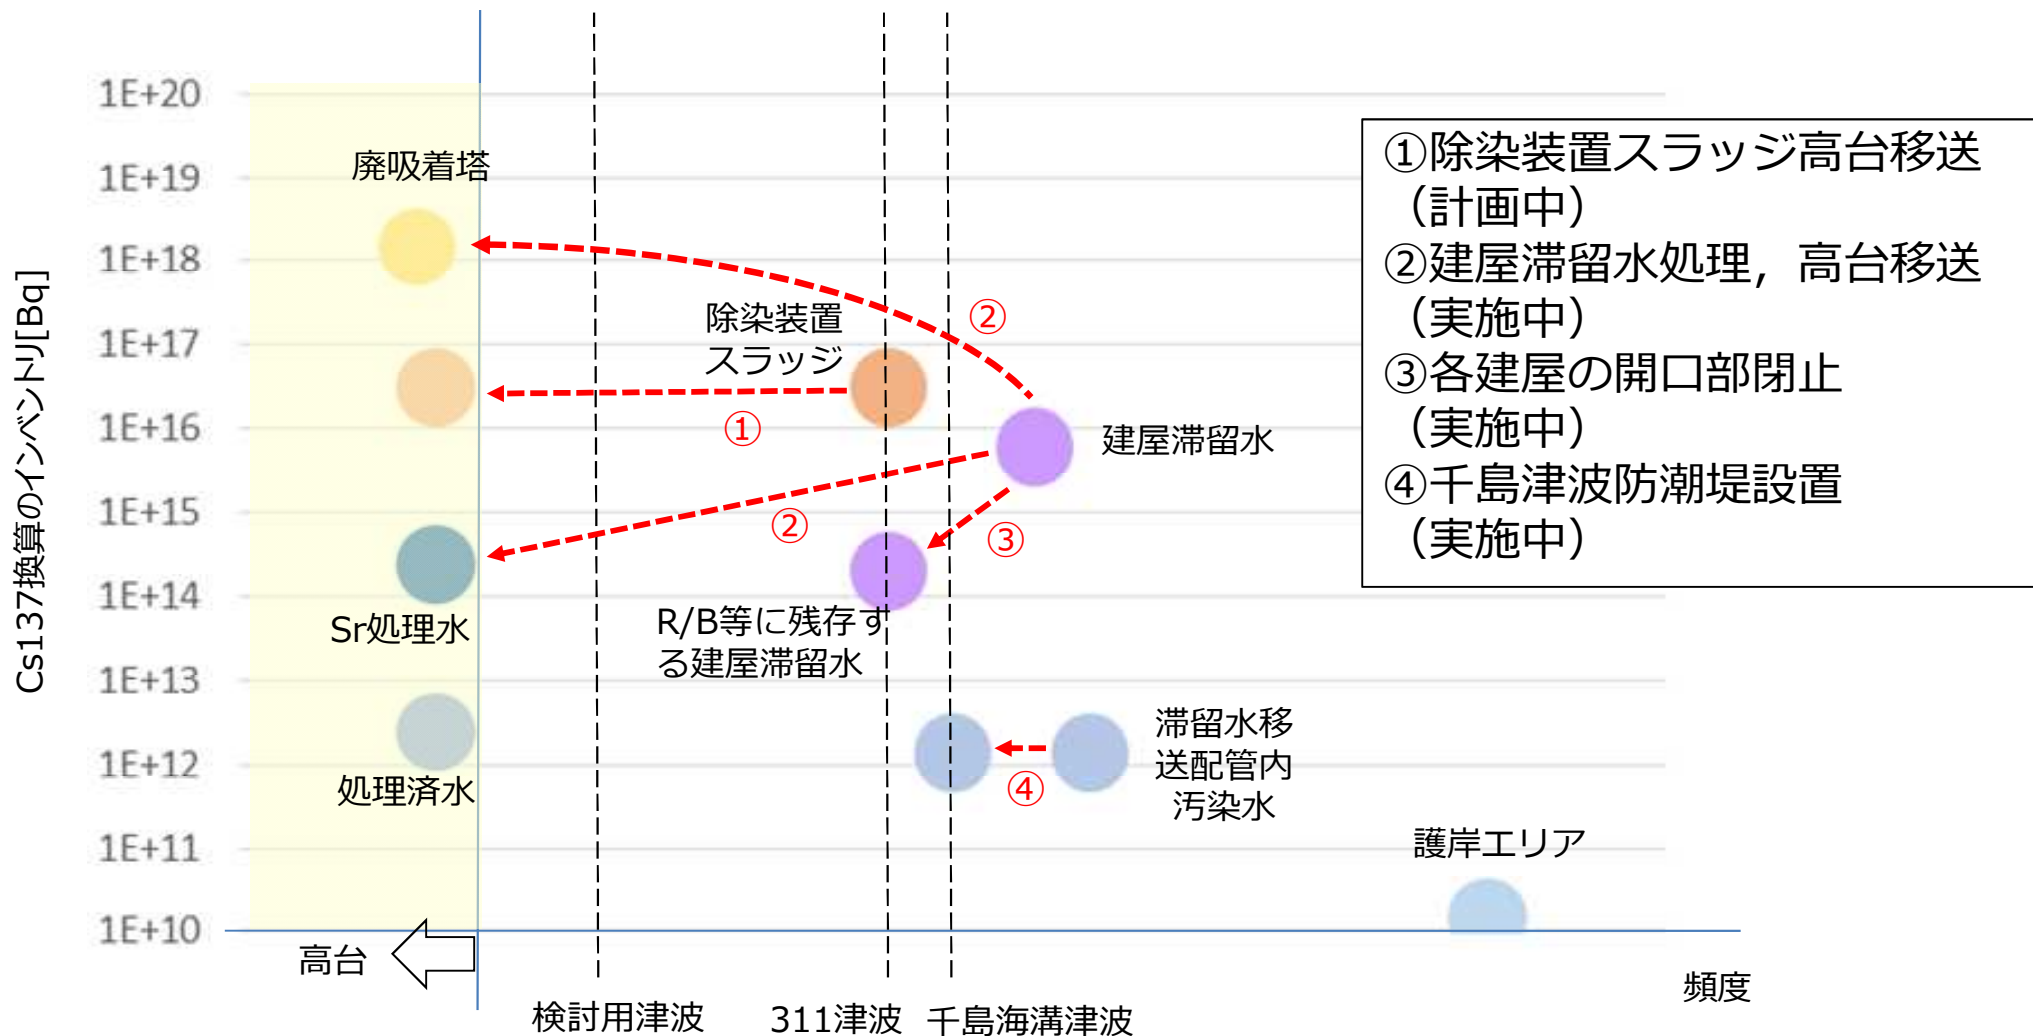 Cs137換算のインベントリ[Bq]
1E+20
1E+19
1E+18
1E+17
1E+16
1E+15
1E+14
1E+13
1E+12
1E+11
1E+10
廃吸着塔
除染装置
スラッジ
②
①
建屋滞留水
②
③
Sr処理水
R/B等に残存す
る建屋滞留水
処理済水
④
滞留水移
送配管内
汚染水
護岸エリア
高台
検討用津波
311津波
千島海溝津波
頻度
①除染装置スラッジ高台移送
（計画中）
②建屋滞留水処理，高台移送
（実施中）
③各建屋の開口部閉止
（実施中）
④千島津波防潮堤設置
（実施中）